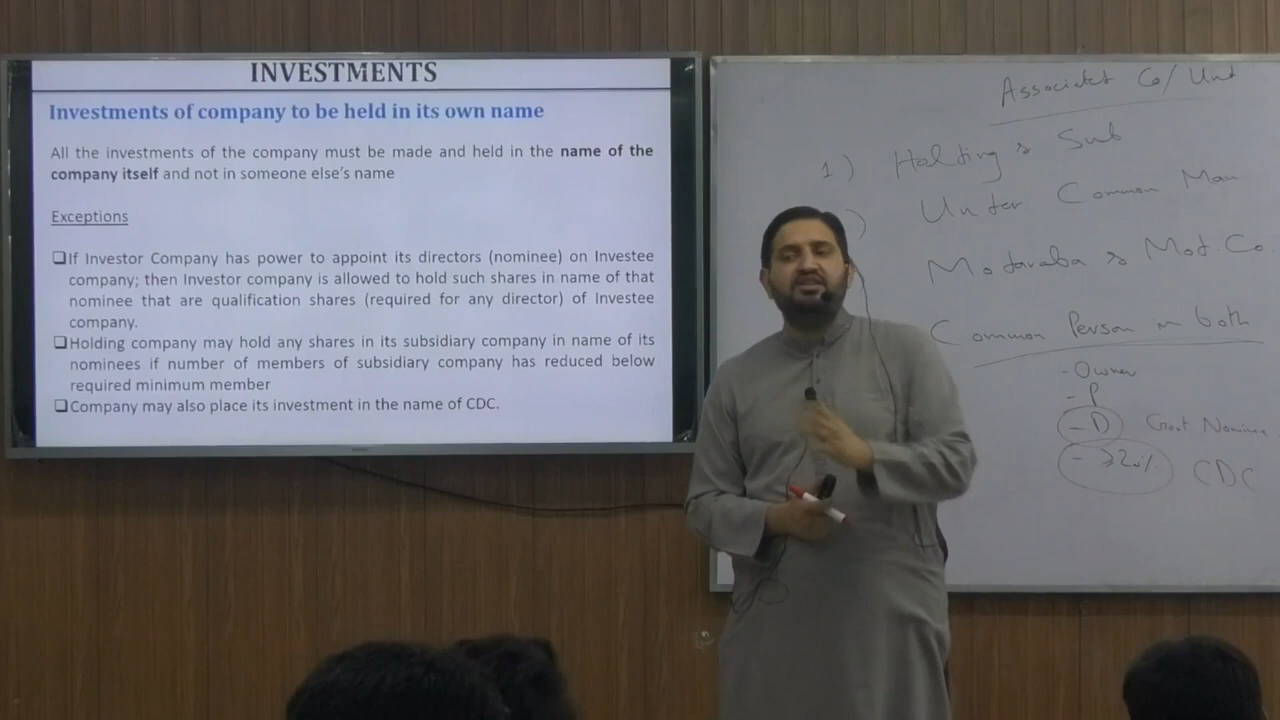 INVESTMENTS
Investments of company to be held in its own name
All the investments of the company must be made and held in the name of the
company itself and not in someone else's name
Exceptions
❑If Investor Company has power to appoint its directors (nominee) on Investee
company; then Investor company is allowed to hold such shares in name of that
nominee that are qualification shares (required for any director) of Investee
company.
❑Holding company may hold any shares in its subsidiary company in name of its
nominees if number of members of subsidiary company has reduced below
required minimum member
❑Company may also place its investment in the name of CDC.
Associated Co/ Und
1) Holding & Sub
) Under Common Man
Modaraba & Mod. Co.
Common Person in both
- Owner
- P
- D Govt Nominee
- ≥20% CDC